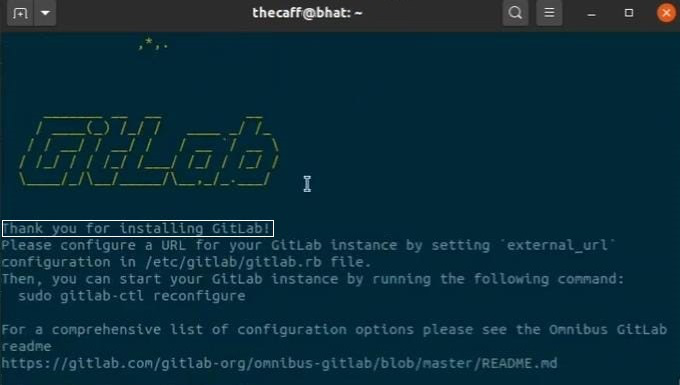 thecaff@bhat: ~
,*,.
GitLab
Thank you for installing GitLab!
Please configure a URL for your GitLab instance by setting `external_url`
configuration in /etc/gitlab/gitlab.rb file.
Then, you can start your GitLab instance by running the following command:
sudo gitlab-ctl reconfigure
For a comprehensive list of configuration options please see the Omnibus GitLab
readme
https://gitlab.com/gitlab-org/omnibus-gitlab/blob/master/README.md